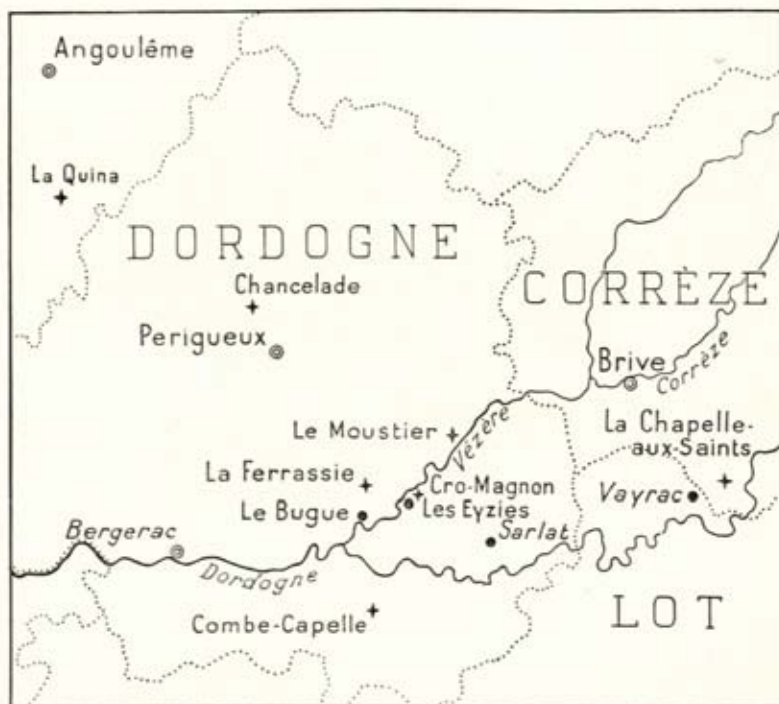 Angoulême
La Quina
DORDOGNE
Chancelade
CORRÈZE
Perigueux
Brive
Corrèze
Le Moustier
Vézère
La Chapelle-
aux-Saints
La Ferrassie
Cro-Magnon
Vayrac
Le Bugue
Les Eyzies
Sarlat
Bergerac
Dordogne
Combe-Capelle
LOT